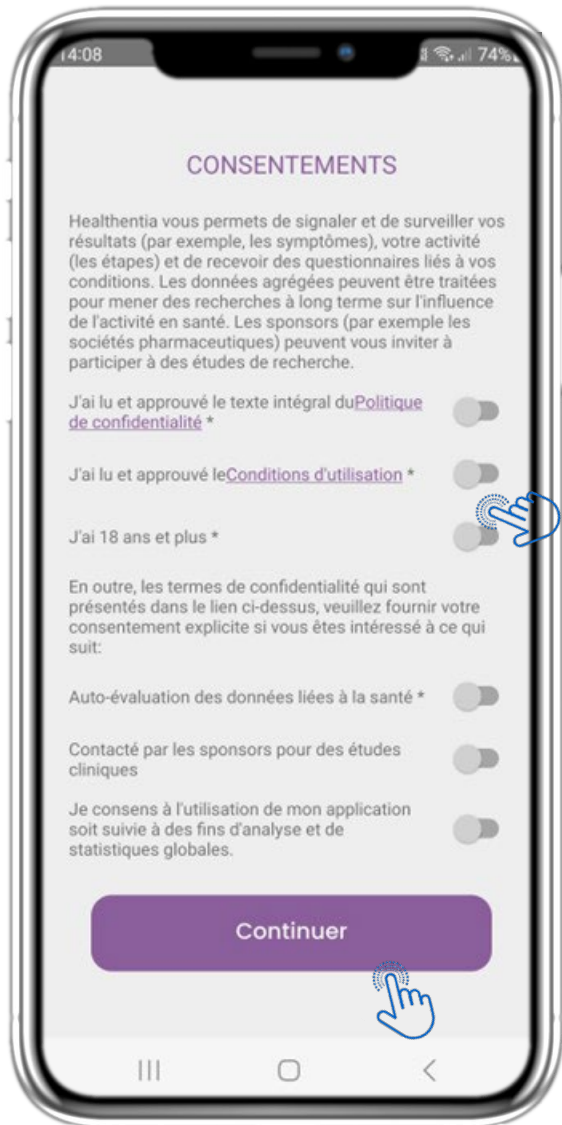 14:08
74%
CONSENTEMENTS
Healthentia vous permets de signaler et de surveiller vos
résultats (par exemple, les symptômes), votre activité
(les étapes) et de recevoir des questionnaires liés à vos
conditions. Les données agrégées peuvent être traitées
pour mener des recherches à long terme sur l'influence
de l'activité en santé. Les sponsors (par exemple les
sociétés pharmaceutiques) peuvent vous inviter à
participer à des études de recherche.
J'ai lu et approuvé le texte intégral duPolitique
de confidentialité *
J'ai lu et approuvé leConditions d'utilisation *
J'ai 18 ans et plus *
En outre, les termes de confidentialité qui sont
présentés dans le lien ci-dessus, veuillez fournir votre
consentement explicite si vous êtes intéressé à ce qui
suit:
Auto-évaluation des données liées à la santé *
Contacté par les sponsors pour des études
cliniques
Je consens à l'utilisation de mon application
soit suivie à des fins d'analyse et de
statistiques globales.
Continuer